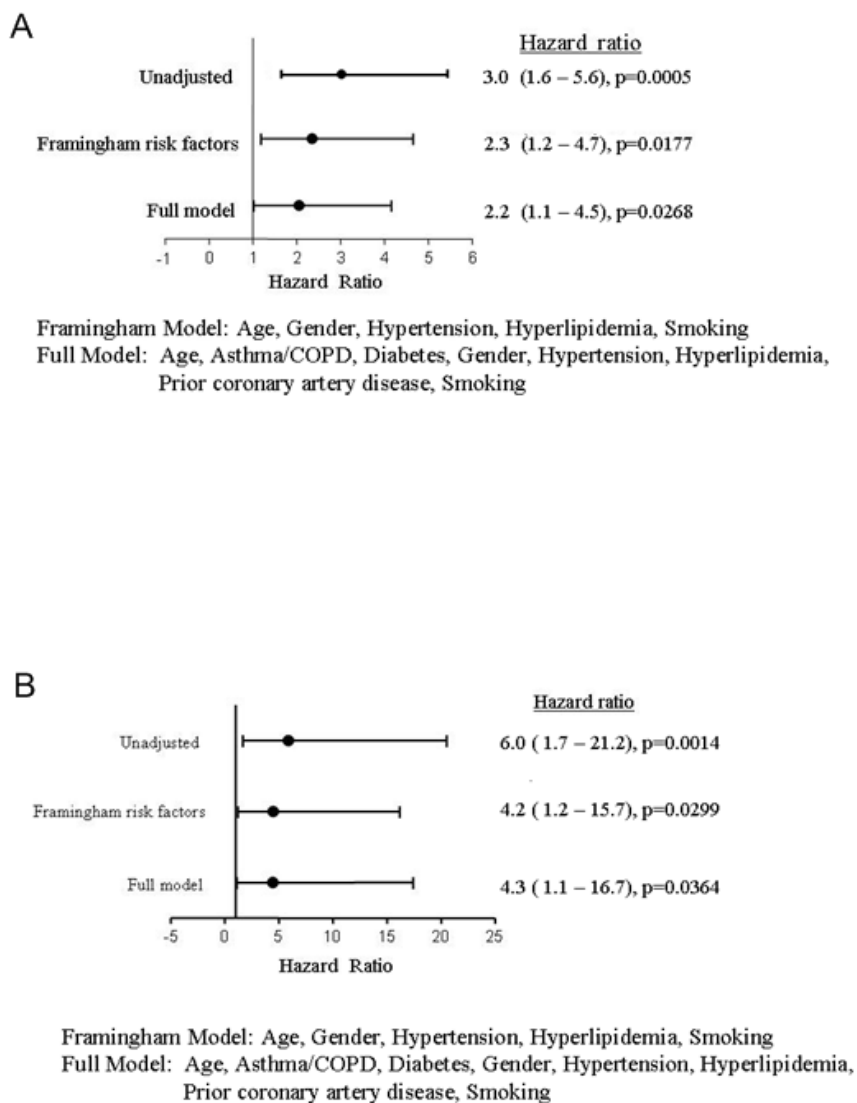 A
Hazard ratio
Unadjusted 3.0 (1.6 – 5.6), p=0.0005
Framingham risk factors 2.3 (1.2 – 4.7), p=0.0177
Full model 2.2 (1.1 – 4.5), p=0.0268
-1 0 1 2 3 4 5 6
Hazard Ratio
Framingham Model: Age, Gender, Hypertension, Hyperlipidemia, Smoking
Full Model: Age, Asthma/COPD, Diabetes, Gender, Hypertension, Hyperlipidemia,
Prior coronary artery disease, Smoking
B
Hazard ratio
Unadjusted 6.0 ( 1.7 – 21.2), p=0.0014
Framingham risk factors 4.2 ( 1.2 – 15.7), p=0.0299
Full model 4.3 ( 1.1 – 16.7), p=0.0364
-5 0 5 10 15 20 25
Hazard Ratio
Framingham Model: Age, Gender, Hypertension, Hyperlipidemia, Smoking
Full Model: Age, Asthma/COPD, Diabetes, Gender, Hypertension, Hyperlipidemia,
Prior coronary artery disease, Smoking